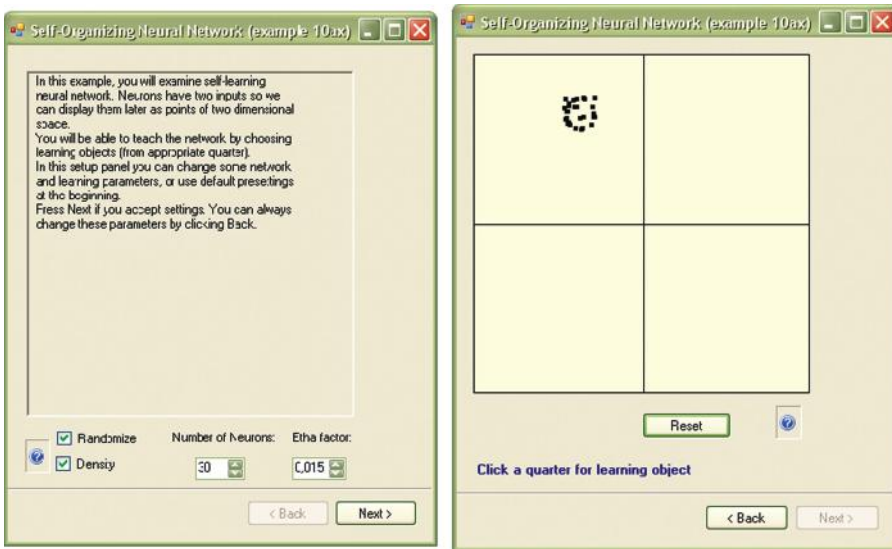 Self-Organizing Neural Network (example 10ax)
In this example, you will examine self-learning
neural network. Neurons have two inputs so we
can display them later as points of two dimensional
space.
You will be able to teach the network by choosing
learning objects (from appropriate quarter).
In this setup panel you can change some network
and learning parameters, or use default presettings
at the beginning.
Press Next if you accept settings. You can always
change these parameters by clicking Back.
Randomize
Density
Number of Neurons:
30
Etha factor:
0,015
< Back
Next >
Self-Organizing Neural Network (example 10ax)
Reset
Click a quarter for learning object
< Back
Next >